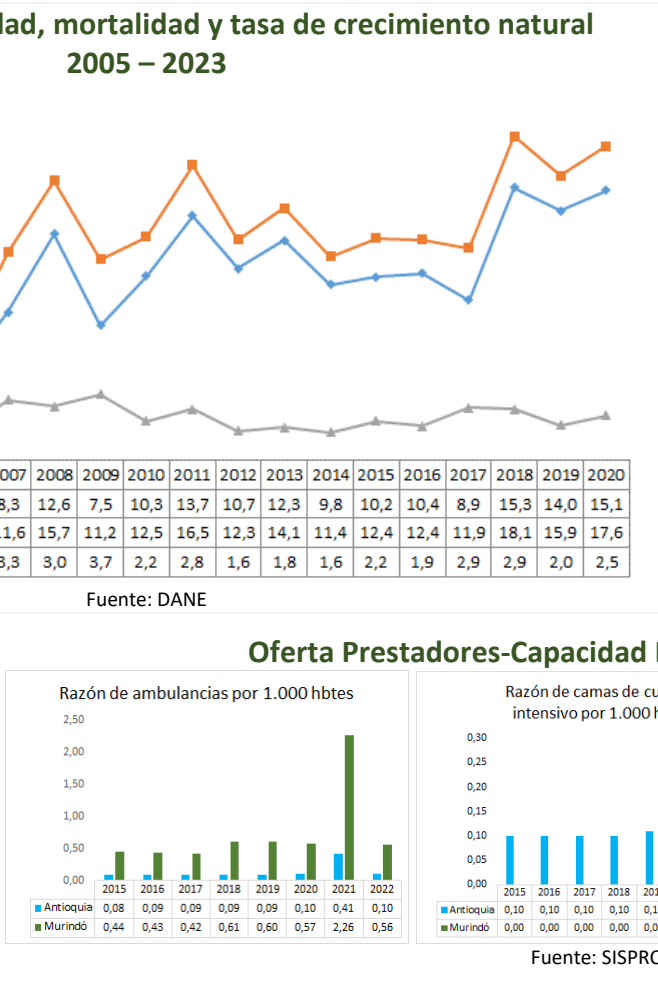 dad, mortalidad y tasa de crecimiento natural
2005 – 2023
007 2008 2009 2010 2011 2012 2013 2014 2015 2016 2017 2018 2019 2020
8,3 12,6 7,5 10,3 13,7 10,7 12,3 9,8 10,2 10,4 8,9 15,3 14,0 15,1
11,6 15,7 11,2 12,5 16,5 12,3 14,1 11,4 12,4 12,4 11,9 18,1 15,9 17,6
3,3 3,0 3,7 2,2 2,8 1,6 1,8 1,6 2,2 1,9 2,9 2,9 2,0 2,5
Fuente: DANE
Oferta Prestadores-Capacidad
Razón de ambulancias por 1.000 hbtes
2,50
2,00
1,50
1,00
0,50
0,00
2015 2016 2017 2018 2019 2020 2021 2022
Antioquia 0,08 0,09 0,09 0,09 0,09 0,10 0,41 0,10
Murindó 0,44 0,43 0,42 0,61 0,60 0,57 2,26 0,56
Razón de camas de cu
intensivo por 1.000 h
0,30
0,25
0,20
0,15
0,10
0,05
0,00
2015 2016 2017 2018 201
Antioquia 0,10 0,10 0,10 0,10 0,1
Murindó 0,00 0,00 0,00 0,00 0,0
Fuente: SISPRO